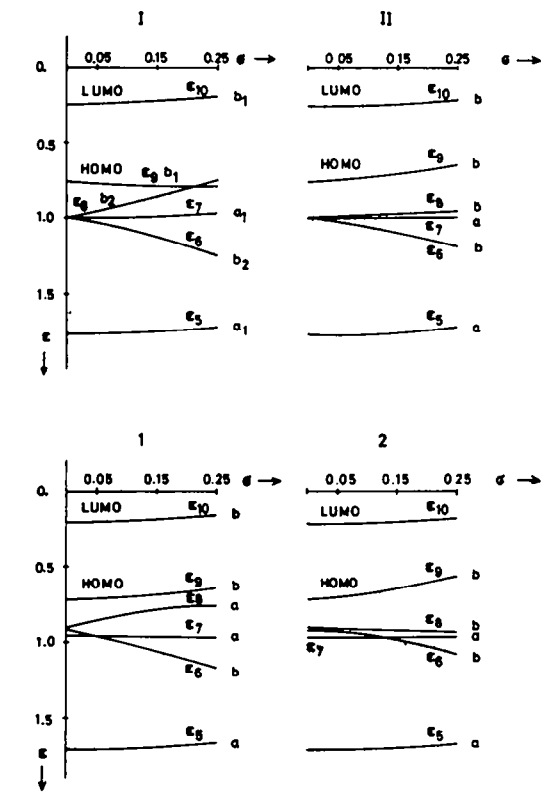 I II
0.05 0.15 0.25 σ → 0.05 0.15 0.25 σ →
0.
LUMO ε10 b1 LUMO ε10 b
0.5
HOMO ε9 b1 HOMO ε9 b
ε8 b2 ε8 b
1.0 ε7 a1 ε7 a
ε6 b2 ε6 b
1.5
ε5 a1 ε5 a
ε
1 2
0.05 0.15 0.25 σ → 0.05 0.15 0.25 σ →
0.
LUMO ε10 b LUMO ε10 b
0.5
HOMO ε9 b HOMO ε9 b
ε8 a ε8 b
1.0 ε7 a ε7 a
ε6 b ε6 b
1.5
ε5 a ε5 a
ε